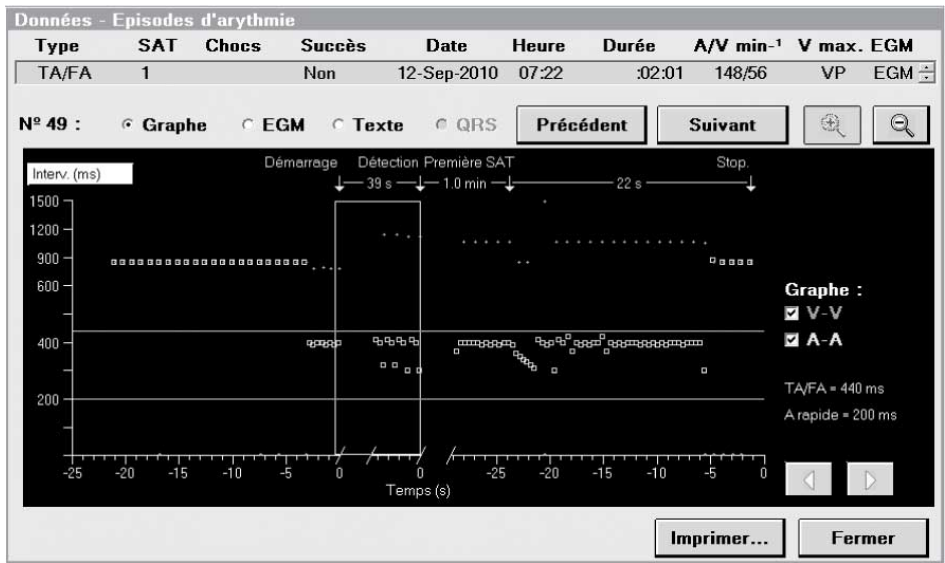 Données - Episodes d'arythmie
Type SAT Chocs Succès Date Heure Durée A/V min-¹ V max. EGM
TA/FA 1 Non 12-Sep-2010 07:22 :02:01 148/56 VP EGM
Nº 49 : Graphe EGM Texte QRS Précédent Suivant
Démarrage Détection Première SAT Stop.
Interv. (ms)
39 s 1.0 min 22 s
1500
1200
900
600
400
200
Graphe :
V-V
A-A
TA/FA = 440 ms
A rapide = 200 ms
-25 -20 -15 -10 -5 0 0 -25 -20 -15 -10 -5 0
Temps (s)
Imprimer... Fermer